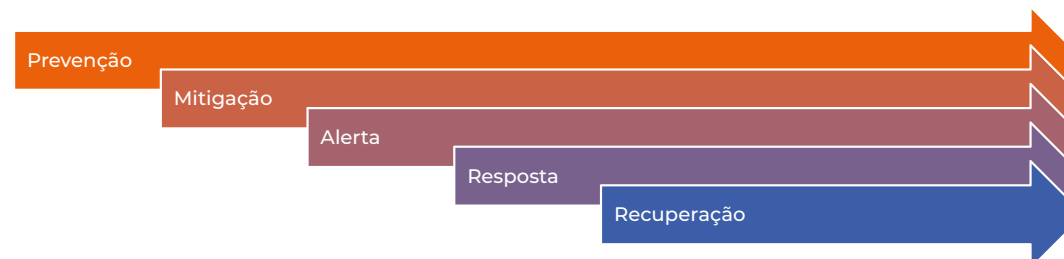 Prevenção
Mitigação
Alerta
Resposta
Recuperação